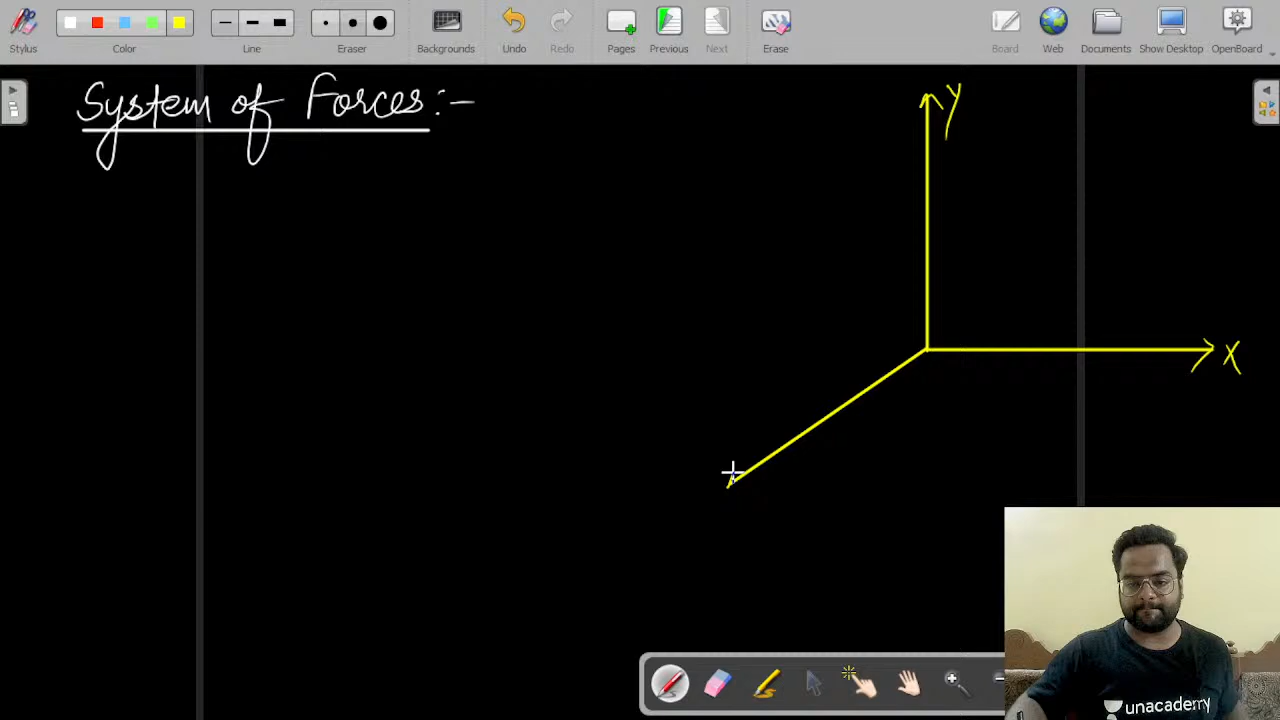 Stylus Color Line Eraser Backgrounds Undo Redo Pages Previous Next Erase Board Web Documents Show Desktop OpenBoard
System of Forces:-
y
x
unacademy